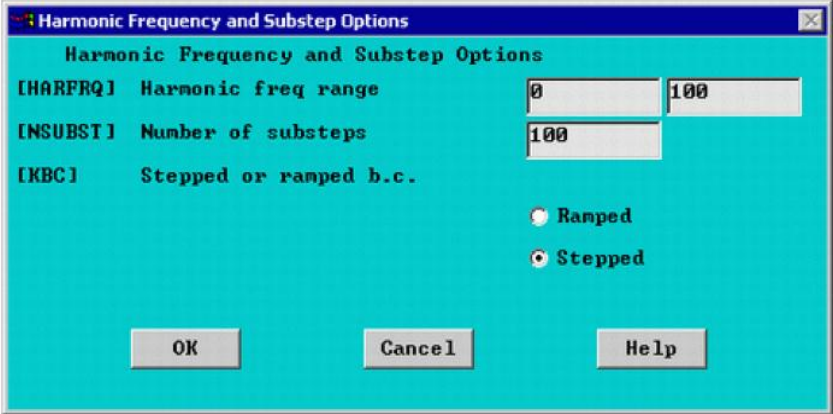 Harmonic Frequency and Substep Options
Harmonic Frequency and Substep Options
[HARFRQ] Harmonic freq range 0 100
[NSUBST] Number of substeps 100
[KBC] Stepped or ramped b.c.
Ramped
Stepped
OK Cancel Help